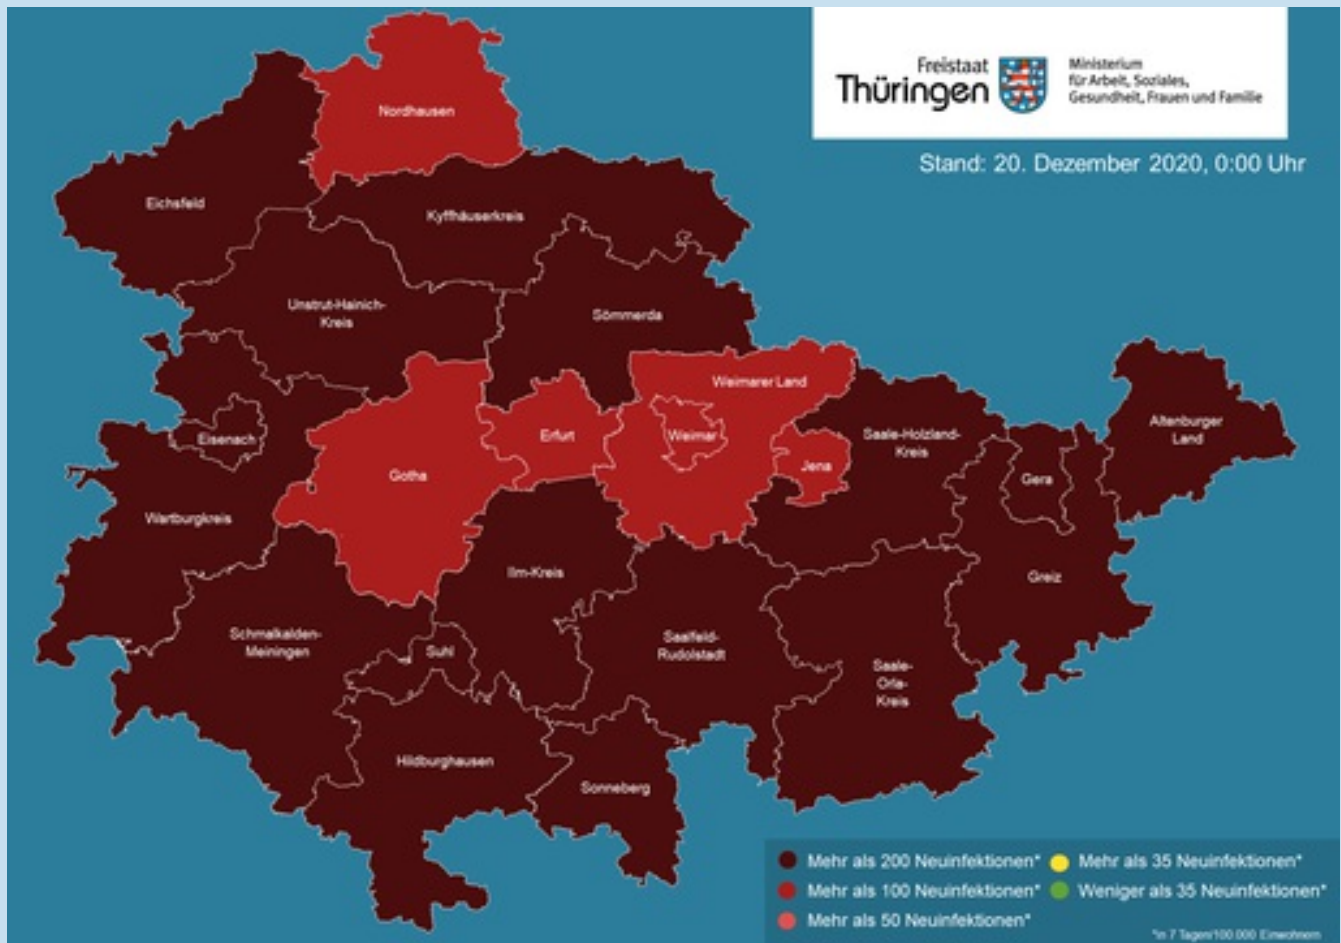 Freistaat
Thüringen
Ministerium
für Arbeit, Soziales,
Gesundheit, Frauen und Familie
Stand: 20. Dezember 2020, 0:00 Uhr
Nordhausen
Eichsfeld
Kyffhäuserkreis
Unstrut-Hainich-
Kreis
Sömmerda
Weimarer Land
Eisenach
Gotha
Erfurt
Weimar
Jena
Saale-Holzland-
Kreis
Gera
Altenburger
Land
Wartburgkreis
Ilm-Kreis
Greiz
Schmalkalden-
Meiningen
Suhl
Saalfeld-
Rudolstadt
Saale-
Orla-
Kreis
Hildburghausen
Sonneberg
Mehr als 200 Neuinfektionen*
Mehr als 100 Neuinfektionen*
Mehr als 50 Neuinfektionen*
Mehr als 35 Neuinfektionen*
Weniger als 35 Neuinfektionen*
*in 7 Tagen/100 000 Einwohnern